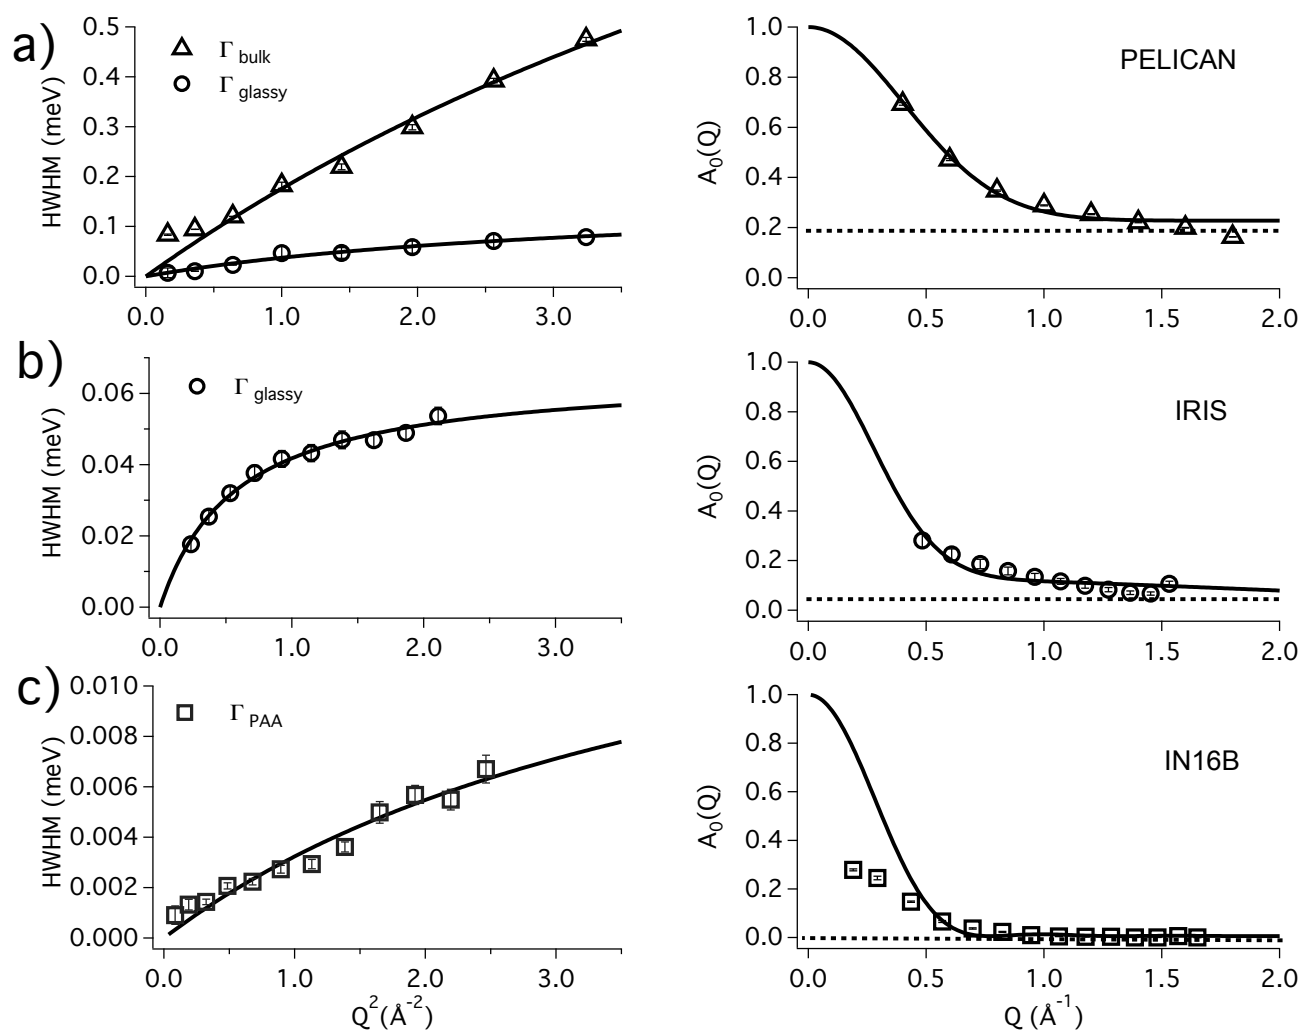 a)
0.5
0.4
0.3
0.2
0.1
0.0
HWHM (meV)
Γ bulk
Γ glassy
0.0 1.0 2.0 3.0
1.0
0.8
0.6
0.4
0.2
0.0
A0(Q)
PELICAN
0.0 0.5 1.0 1.5 2.0
b)
0.06
0.04
0.02
0.00
HWHM (meV)
Γ glassy
0.0 1.0 2.0 3.0
1.0
0.8
0.6
0.4
0.2
0.0
A0(Q)
IRIS
0.0 0.5 1.0 1.5 2.0
c)
0.010
0.008
0.006
0.004
0.002
0.000
HWHM (meV)
Γ PAA
0.0 1.0 2.0 3.0
Q2(Å-2)
1.0
0.8
0.6
0.4
0.2
0.0
A0(Q)
IN16B
0.0 0.5 1.0 1.5 2.0
Q (Å-1)